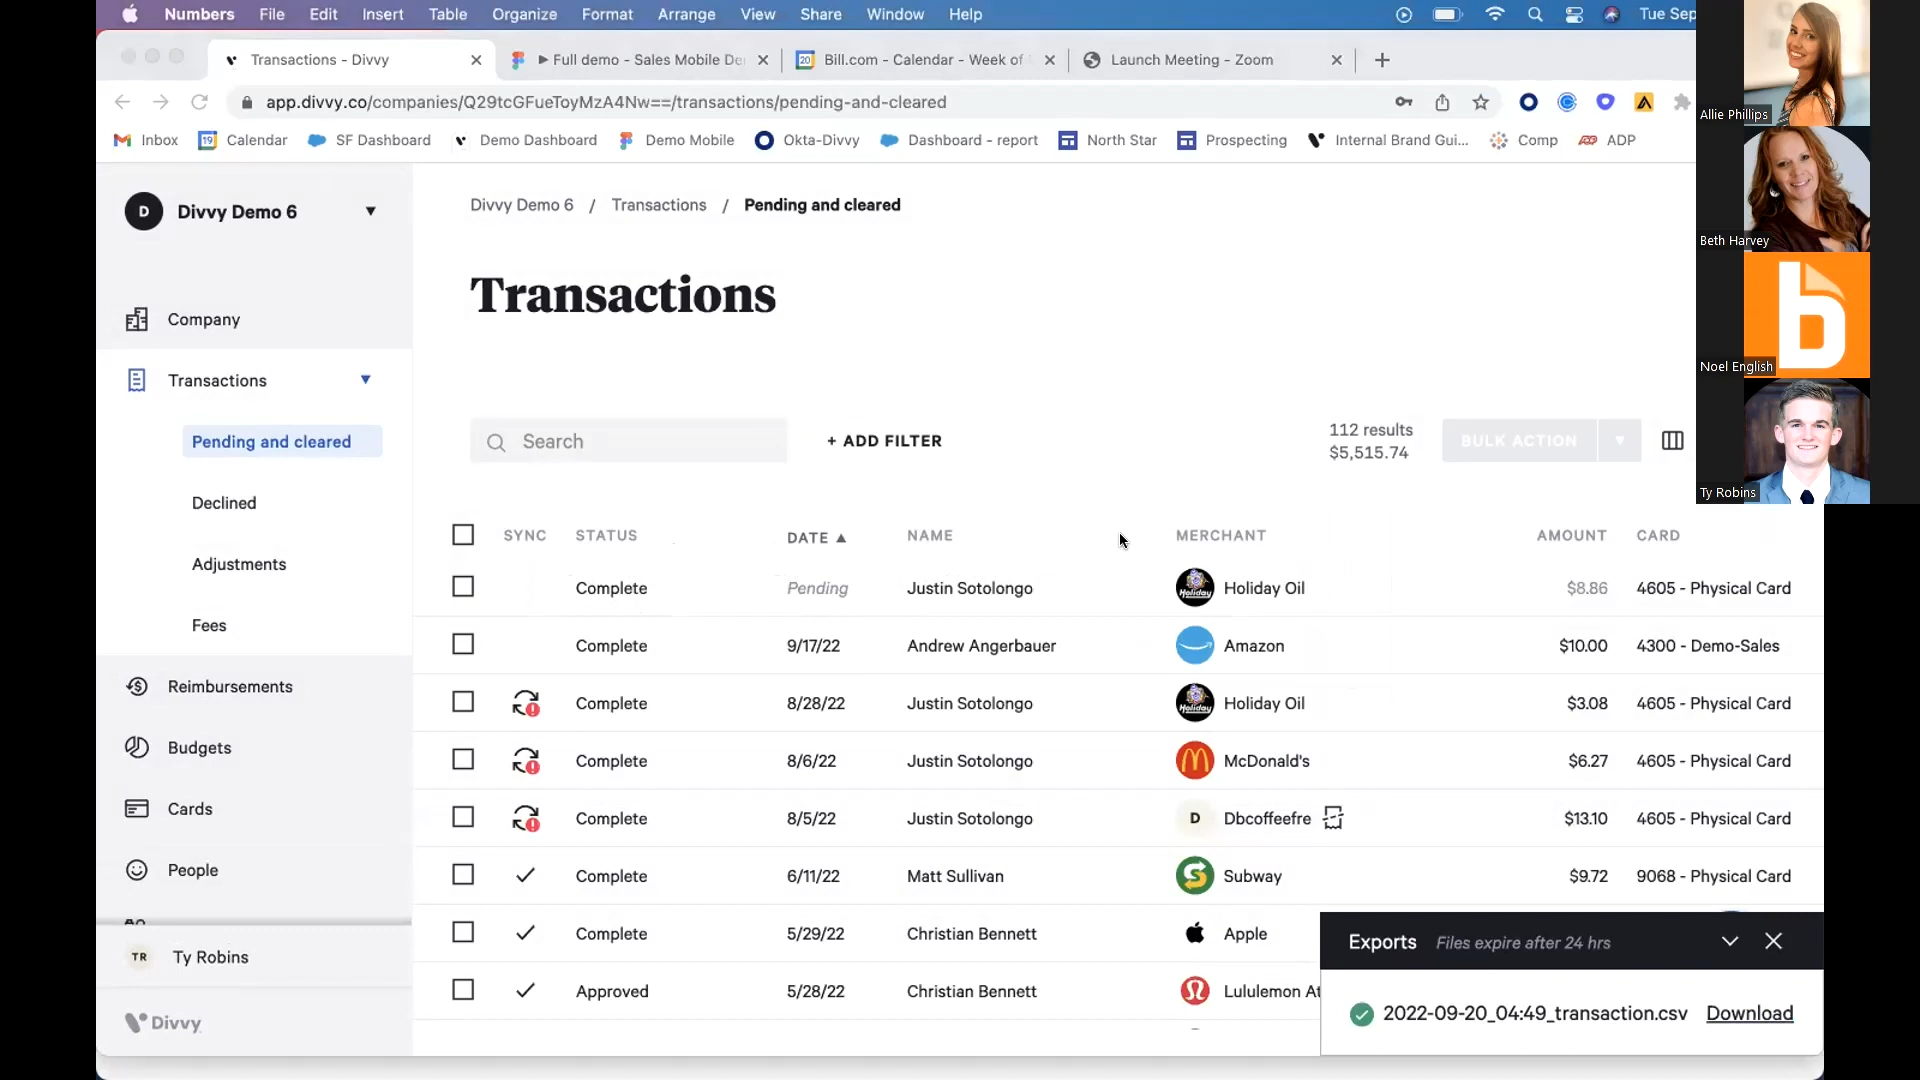 Numbers File Edit Insert Table Organize Format Arrange View Share Window Help Tue Sep
Transactions - Divvy
Full demo - Sales Mobile De
Bill.com - Calendar - Week of
Launch Meeting - Zoom
app.divvy.co/companies/Q29tcGFueToyMzA4Nw==/transactions/pending-and-cleared
Inbox Calendar SF Dashboard Demo Dashboard Demo Mobile Okta-Divvy Dashboard - report North Star Prospecting Internal Brand Gui... Comp ADP
Allie Phillips
Beth Harvey
Noel English
Ty Robins
D Divvy Demo 6
Company
Transactions
Pending and cleared
Declined
Adjustments
Fees
Reimbursements
Budgets
Cards
People
TR Ty Robins
Divvy
Divvy Demo 6 / Transactions / Pending and cleared
Transactions
Search
+ ADD FILTER
112 results
$5,515.74
BULK ACTION
SYNC STATUS DATE NAME MERCHANT AMOUNT CARD
Complete Pending Justin Sotolongo Holiday Oil $8.86 4605 - Physical Card
Complete 9/17/22 Andrew Angerbauer Amazon $10.00 4300 - Demo-Sales
Complete 8/28/22 Justin Sotolongo Holiday Oil $3.08 4605 - Physical Card
Complete 8/6/22 Justin Sotolongo McDonald's $6.27 4605 - Physical Card
Complete 8/5/22 Justin Sotolongo D Dbcoffeefre $13.10 4605 - Physical Card
Complete 6/11/22 Matt Sullivan Subway $9.72 9068 - Physical Card
Complete 5/29/22 Christian Bennett Apple
Approved 5/28/22 Christian Bennett Lululemon At
Exports Files expire after 24 hrs
2022-09-20_04:49_transaction.csv Download